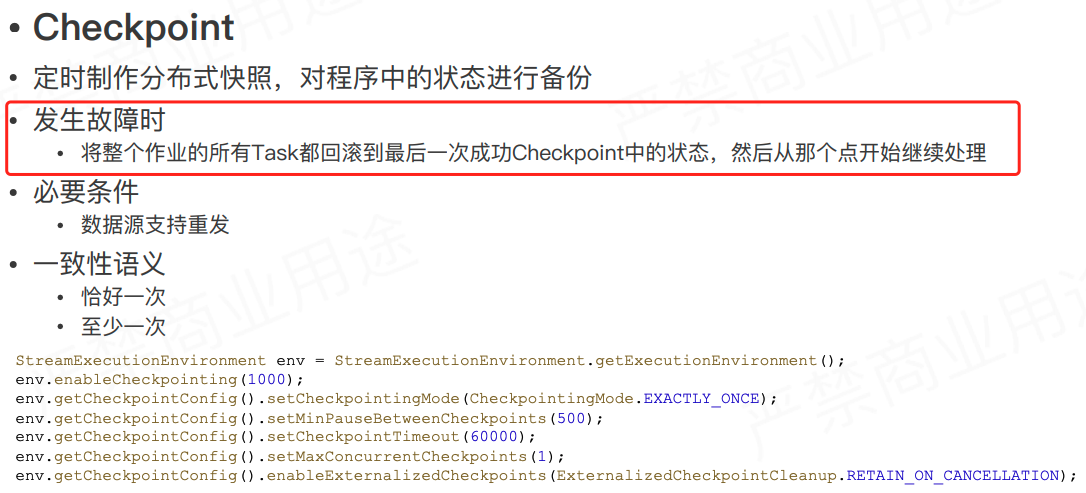 • Checkpoint
• 定时制作分布式快照，对程序中的状态进行备份
• 发生故障时
• 将整个作业的所有Task都回滚到最后一次成功Checkpoint中的状态，然后从那个点开始继续处理
• 必要条件
• 数据源支持重发
• 一致性语义
• 恰好一次
• 至少一次
StreamExecutionEnvironment env = StreamExecutionEnvironment.getExecutionEnvironment();
env.enableCheckpointing(1000);
env.getCheckpointConfig().setCheckpointingMode(CheckpointingMode.EXACTLY_ONCE);
env.getCheckpointConfig().setMinPauseBetweenCheckpoints(500);
env.getCheckpointConfig().setCheckpointTimeout(60000);
env.getCheckpointConfig().setMaxConcurrentCheckpoints(1);
env.getCheckpointConfig().enableExternalizedCheckpoints(ExternalizedCheckpointCleanup.RETAIN_ON_CANCELLATION);
严禁商业用途
严禁商业用途
严禁商业用途